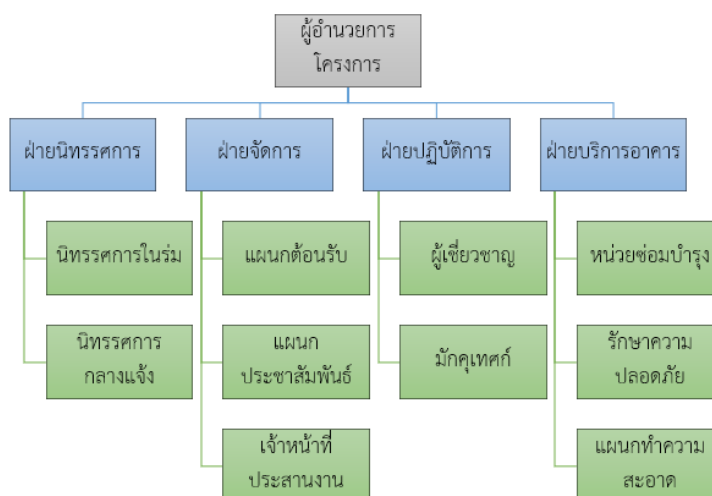 ผู้อำนวยการ
โครงการ
ฝ่ายนิทรรศการ
ฝ่ายจัดการ
ฝ่ายปฏิบัติการ
ฝ่ายบริการอาคาร
นิทรรศการในร่ม
แผนกต้อนรับ
ผู้เชี่ยวชาญ
หน่วยซ่อมบำรุง
นิทรรศการ
กลางแจ้ง
แผนก
ประชาสัมพันธ์
มักคุเทศก์
รักษาความ
ปลอดภัย
เจ้าหน้าที่
ประสานงาน
แผนกทำความ
สะอาด